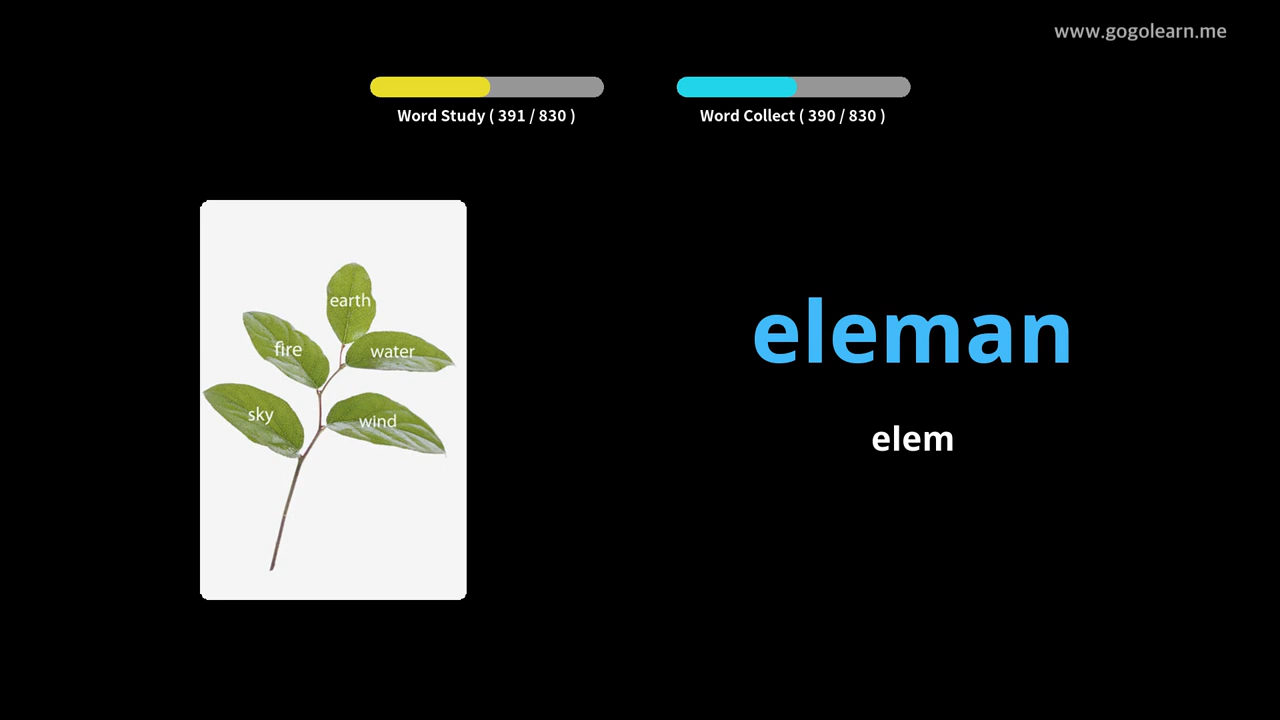 www.gogolearn.me
Word Study ( 391 / 830 )
Word Collect ( 390 / 830 )
earth
fire
water
sky
wind
eleman
elem